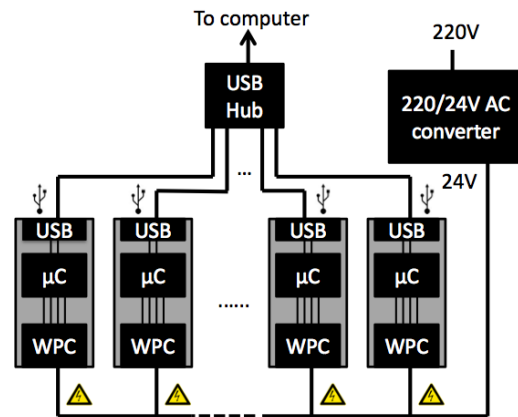 To computer
220V
USB
Hub
220/24V AC
converter
...
24V
USB
USB
USB
USB
µC
µC
......
µC
µC
WPC
WPC
WPC
WPC